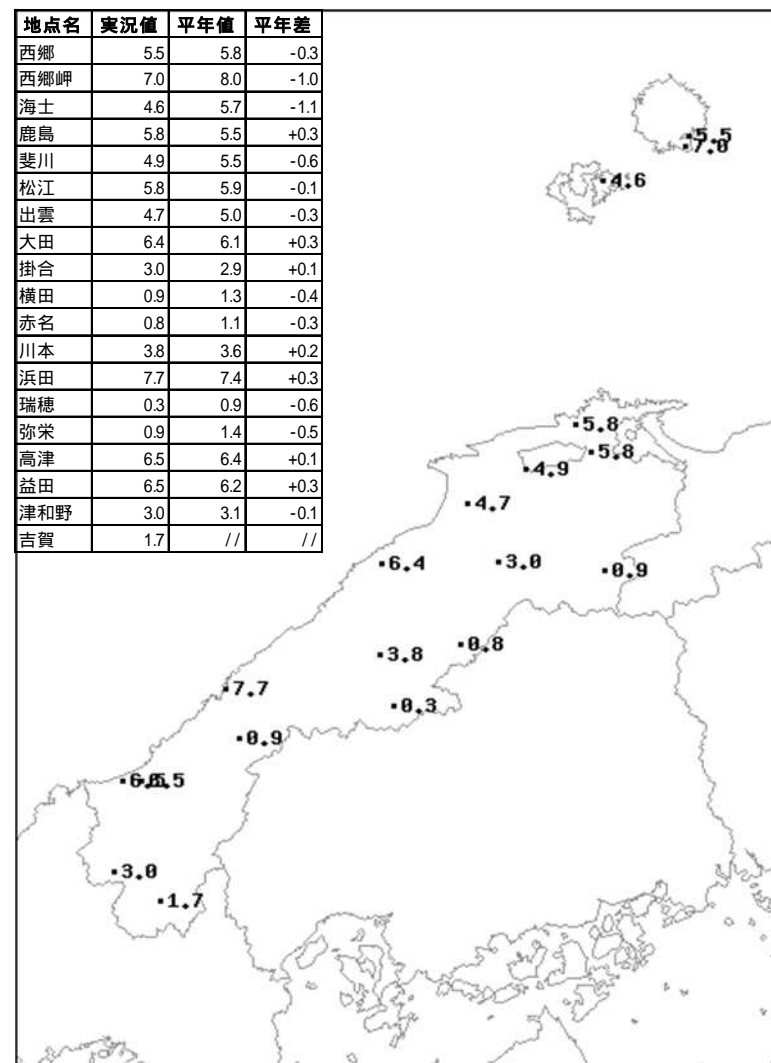 地点名 実況値 平年値 平年差
西郷 5.5 5.8 -0.3
西郷岬 7.0 8.0 -1.0
海士 4.6 5.7 -1.1
鹿島 5.8 5.5 +0.3
斐川 4.9 5.5 -0.6
松江 5.8 5.9 -0.1
出雲 4.7 5.0 -0.3
大田 6.4 6.1 +0.3
掛合 3.0 2.9 +0.1
横田 0.9 1.3 -0.4
赤名 0.8 1.1 -0.3
川本 3.8 3.6 +0.2
浜田 7.7 7.4 +0.3
瑞穂 0.3 0.9 -0.6
弥栄 0.9 1.4 -0.5
高津 6.5 6.4 +0.1
益田 6.5 6.2 +0.3
津和野 3.0 3.1 -0.1
吉賀 1.7 // //
5.5
7.0
4.6
5.8
5.8
4.9
4.7
6.4
3.0
0.9
0.8
3.8
7.7
0.3
0.9
6.5
6.5
3.0
1.7